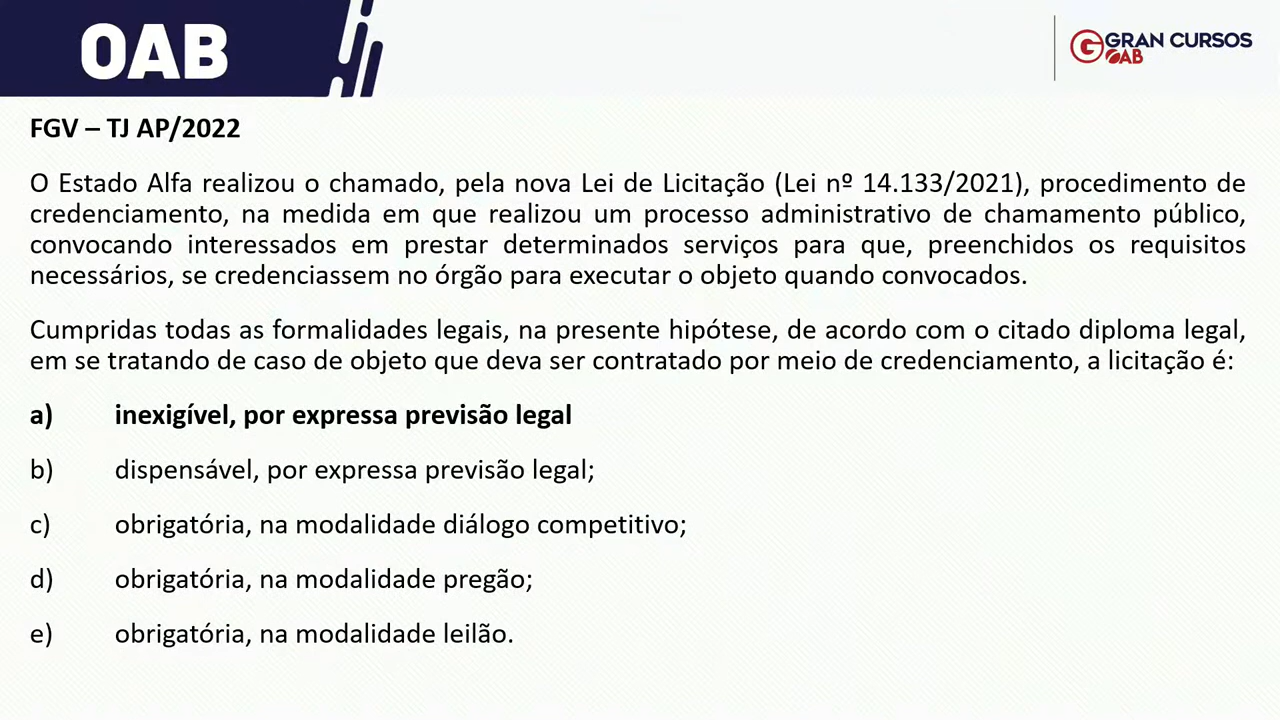 OAB
GRAN CURSOS
OAB
FGV – TJ AP/2022
O Estado Alfa realizou o chamado, pela nova Lei de Licitação (Lei nº 14.133/2021), procedimento de
credenciamento, na medida em que realizou um processo administrativo de chamamento público,
convocando interessados em prestar determinados serviços para que, preenchidos os requisitos
necessários, se credenciassem no órgão para executar o objeto quando convocados.
Cumpridas todas as formalidades legais, na presente hipótese, de acordo com o citado diploma legal,
em se tratando de caso de objeto que deva ser contratado por meio de credenciamento, a licitação é:
a) inexigível, por expressa previsão legal
b) dispensável, por expressa previsão legal;
c) obrigatória, na modalidade diálogo competitivo;
d) obrigatória, na modalidade pregão;
e) obrigatória, na modalidade leilão.